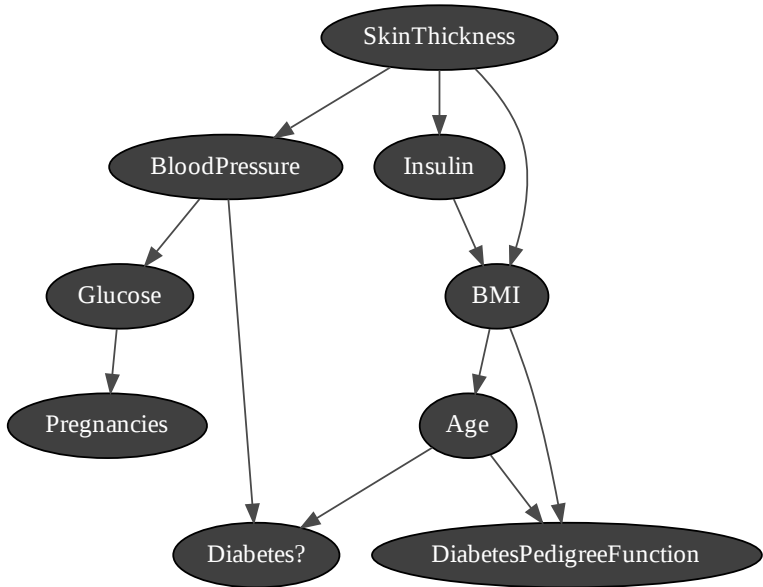 SkinThickness
BloodPressure
Insulin
Glucose
BMI
Pregnancies
Age
Diabetes?
DiabetesPedigreeFunction